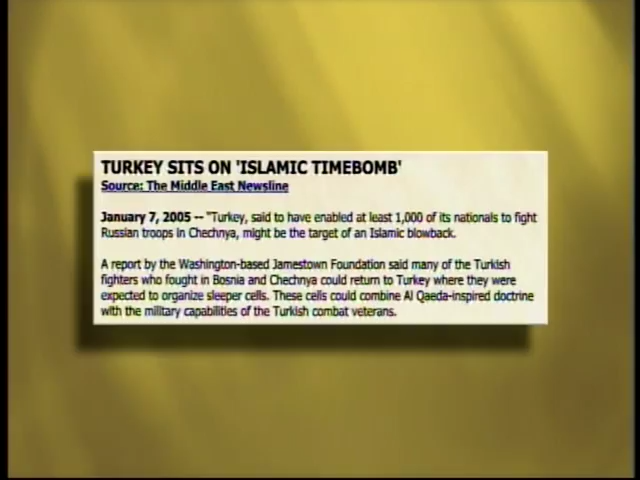 TURKEY SITS ON 'ISLAMIC TIMEBOMB'
Source: The Middle East Newsline
January 7, 2005 -- "Turkey, said to have enabled at least 1,000 of its nationals to fight
Russian troops in Chechnya, might be the target of an Islamic blowback.
A report by the Washington-based Jamestown Foundation said many of the Turkish
fighters who fought in Bosnia and Chechnya could return to Turkey where they were
expected to organize sleeper cells. These cells could combine Al Qaeda-inspired doctrine
with the military capabilities of the Turkish combat veterans.